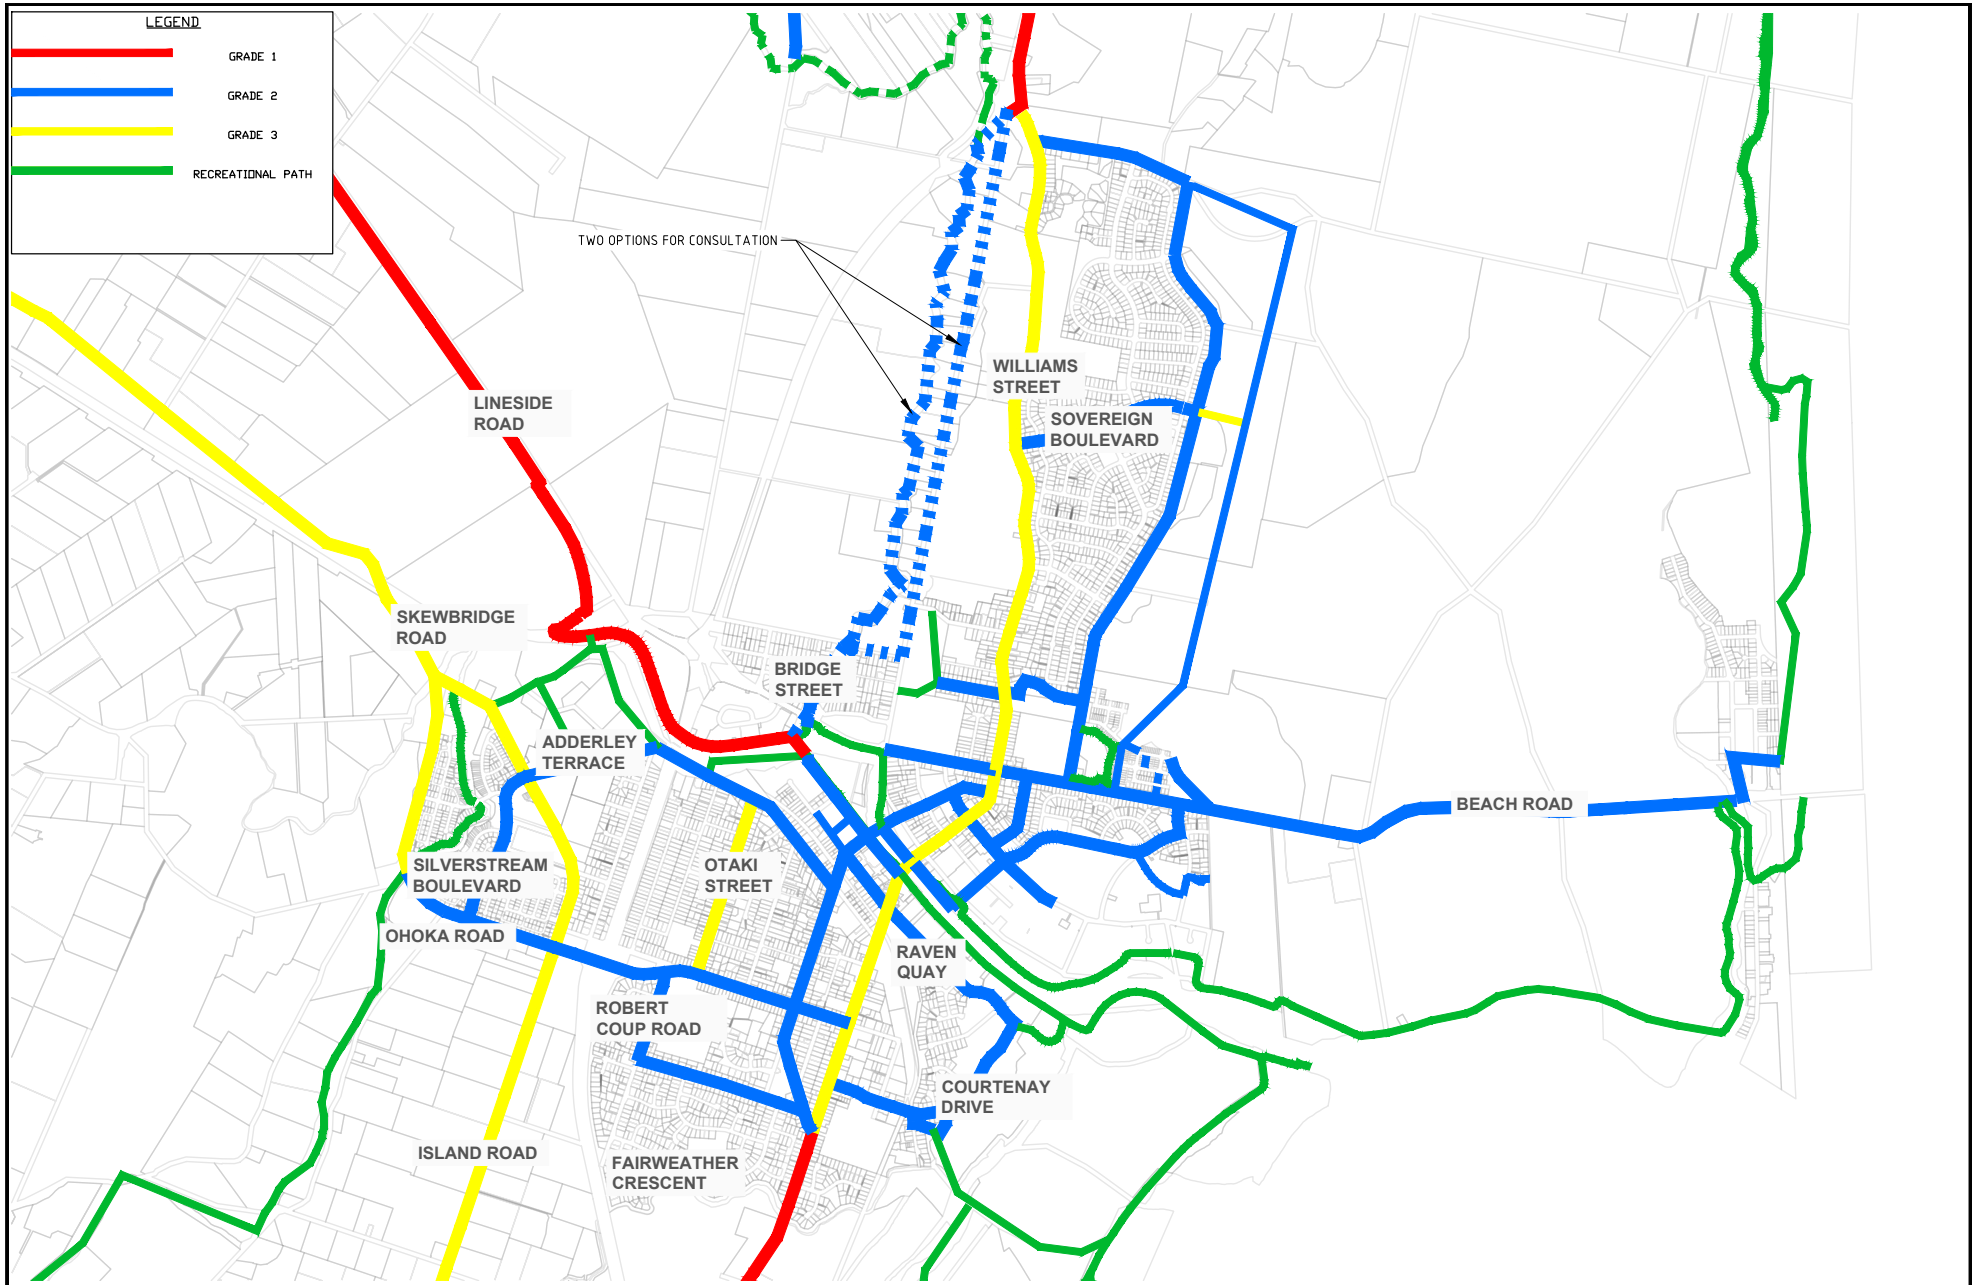 LEGEND
GRADE 1
GRADE 2
GRADE 3
RECREATIONAL PATH
TWO OPTIONS FOR CONSULTATION
WILLIAMS
STREET
LINESIDE
ROAD
SOVEREIGN
BOULEVARD
SKEWBRIDGE
ROAD
BRIDGE
STREET
ADDERLEY
TERRACE
BEACH ROAD
SILVERSTREAM
BOULEVARD
OTAKI
STREET
OHOKA ROAD
RAVEN
QUAY
ROBERT
COUP ROAD
COURTENAY
DRIVE
ISLAND ROAD
FAIRWEATHER
CRESCENT